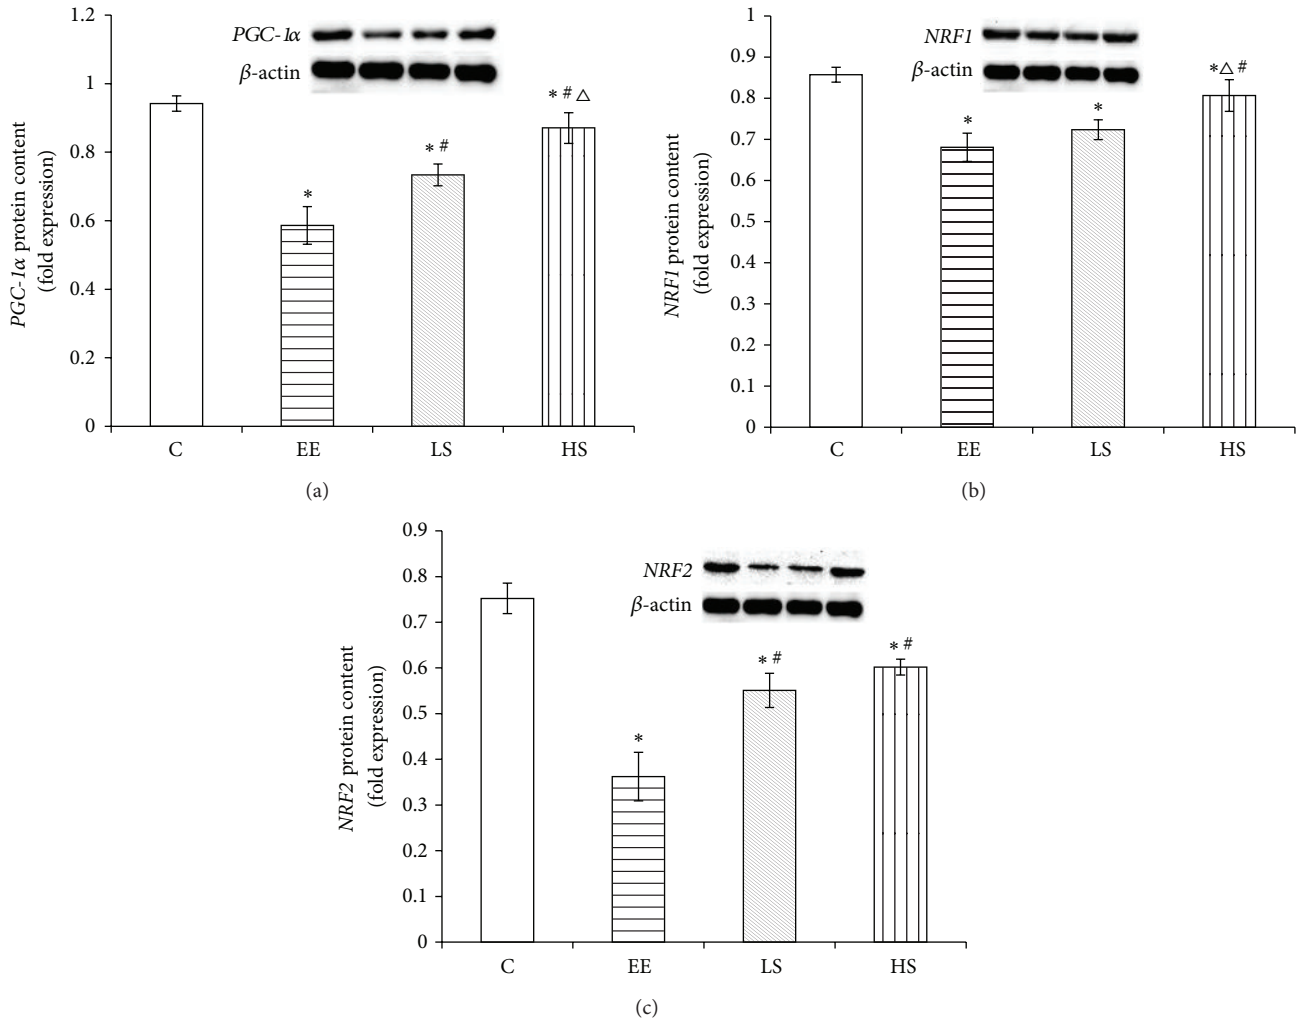 PGC-1α
β-actin
* # △
* #
*
PGC-1α protein content
(fold expression)
1.2
1
0.8
0.6
0.4
0.2
0
C EE LS HS
(a)
NRF1
β-actin
*△ #
*
*
NRF1 protein content
(fold expression)
1
0.9
0.8
0.7
0.6
0.5
0.4
0.3
0.2
0.1
0
C EE LS HS
(b)
NRF2
β-actin
* #
* #
*
NRF2 protein content
(fold expression)
0.9
0.8
0.7
0.6
0.5
0.4
0.3
0.2
0.1
0
C EE LS HS
(c)